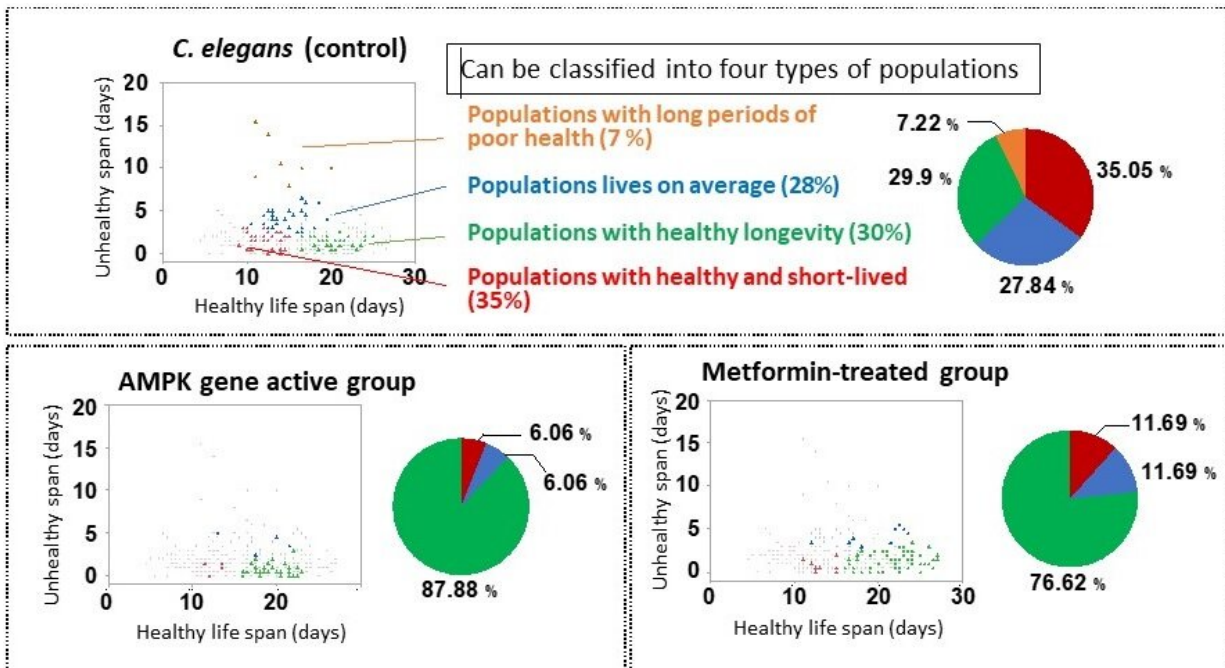 C. elegans (control)
Can be classified into four types of populations
Unhealthy span (days)
20
15
10
5
0
0
10
20
30
Healthy life span (days)
Populations with long periods of
poor health (7 %)
Populations lives on average (28%)
Populations with healthy longevity (30%)
Populations with healthy and short-lived
(35%)
7.22 %
35.05 %
29.9 %
27.84 %
AMPK gene active group
Unhealthy span (days)
20
15
10
5
0
0
10
20
Healthy life span (days)
6.06 %
6.06 %
87.88 %
Metformin-treated group
Unhealthy span (days)
20
15
10
5
0
0
10
20
30
Healthy life span (days)
11.69 %
11.69 %
76.62 %